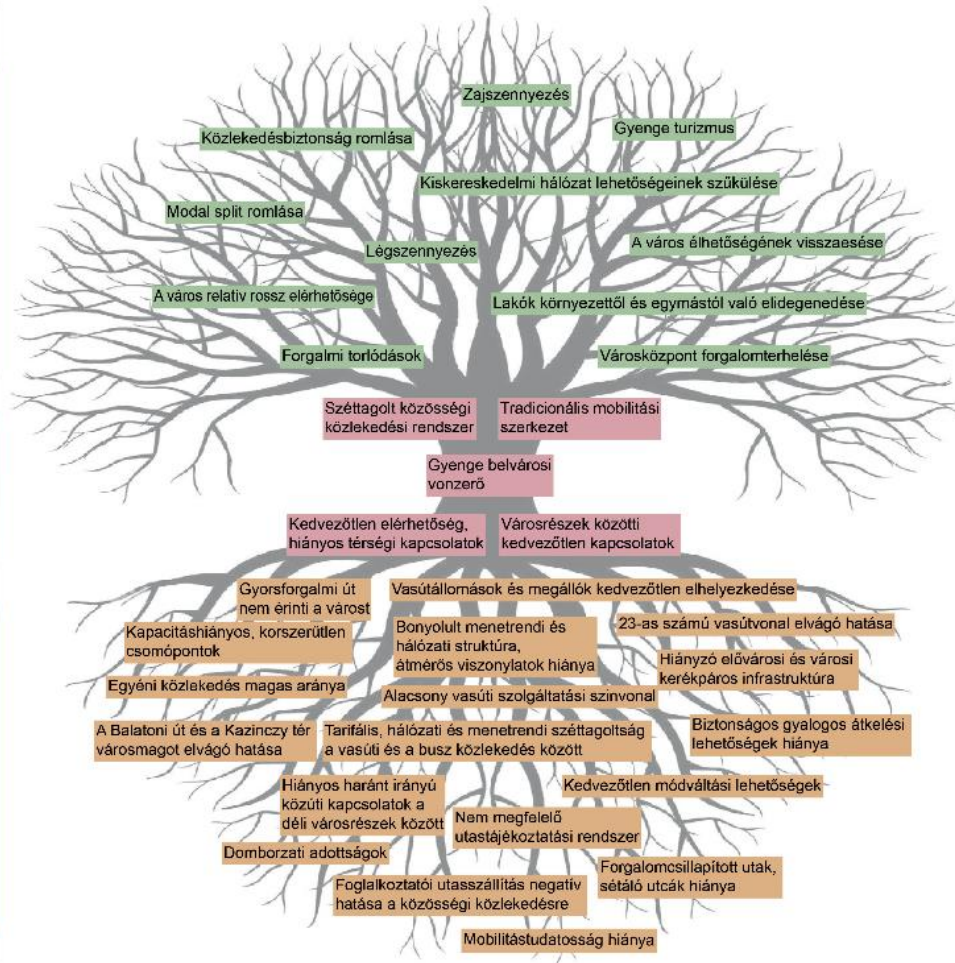 Zajszennyezés
Gyenge turizmus
Közlekedésbiztonság romlása
Kiskereskedelmi hálózat lehetőségeinek szűkülése
Modal split romlása
A város élhetőségének visszaesése
Légszennyezés
A város relatív rossz elérhetősége
Lakók környezettől és egymástól való elidegenedése
Forgalmi torlódások
Városközpont forgalomterhelése
Széttagolt közösségi
közlekedési rendszer
Tradicionális mobilitási
szerkezet
Gyenge belvárosi
vonzerő
Kedvezőtlen elérhetőség,
hiányos térségi kapcsolatok
Városrészek közötti
kedvezőtlen kapcsolatok
Gyorsforgalmi út
nem érinti a várost
Vasútállomások és megállók kedvezőtlen elhelyezkedése
Kapacitáshiányos, korszerűtlen
csomópontok
Bonyolult menetrendi és
hálózati struktúra,
átmérős viszonylatok hiánya
23-as számú vasútvonal elvágó hatása
Hiányzó elővárosi és városi
kerékpáros infrastruktúra
Egyéni közlekedés magas aránya
Alacsony vasúti szolgáltatási szinvonal
A Balatoni út és a Kazinczy tér
városmagot elvágó hatása
Tarifális, hálózati és menetrendi széttagoltság
a vasúti és a busz közlekedés között
Biztonságos gyalogos átkelési
lehetőségek hiánya
Hiányos haránt irányú
közúti kapcsolatok a
déli városrészek között
Kedvezőtlen módváltási lehetőségek
Nem megfelelő
utastájékoztatási rendszer
Domborzati adottságok
Forgalomcsillapított utak,
sétáló utcák hiánya
Foglalkoztatói utasszállítás negatív
hatása a közösségi közlekedésre
Mobilitástudatosság hiánya